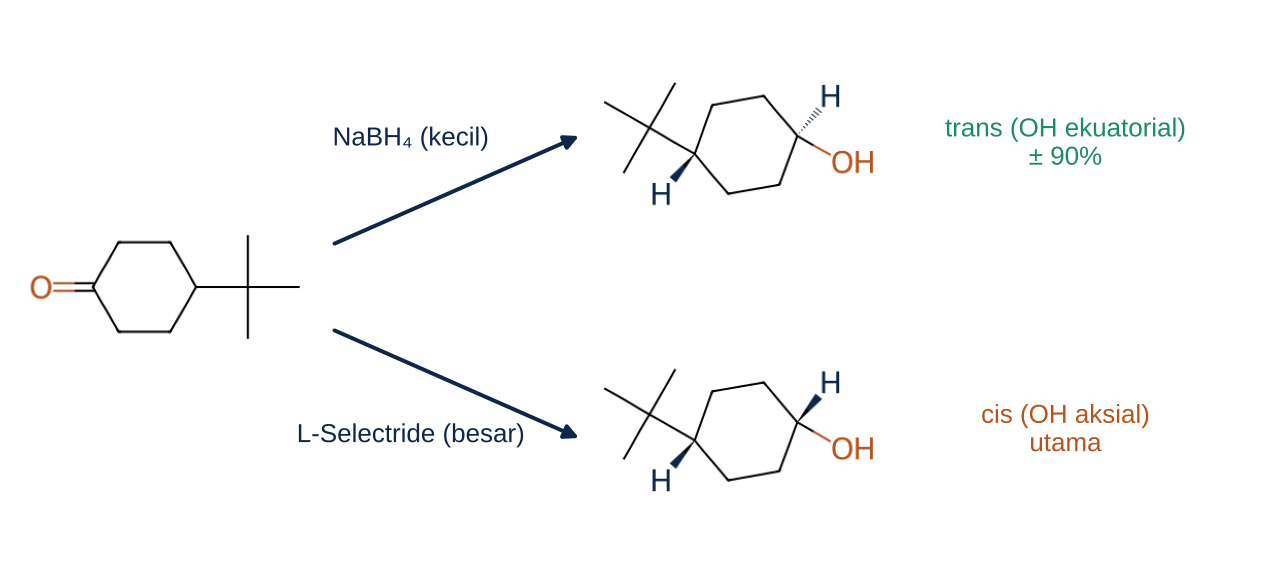 NaBH₄ (kecil)
H
OH
H
trans (OH ekuatorial)
± 90%
O
L-Selectride (besar)
H
OH
H
cis (OH aksial)
utama